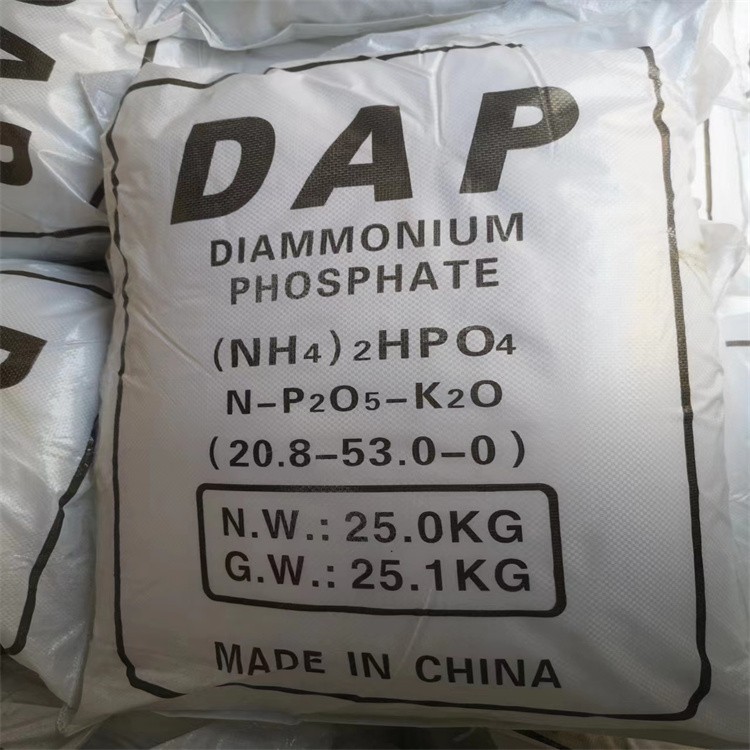 DAP
DIAMMONIUM
PHOSPHATE
(NH4)2HPO4
N-P2O5-K2O
(20.8-53.0-0)
N.W.: 25.0KG
G.W.: 25.1KG
MADE IN CHINA